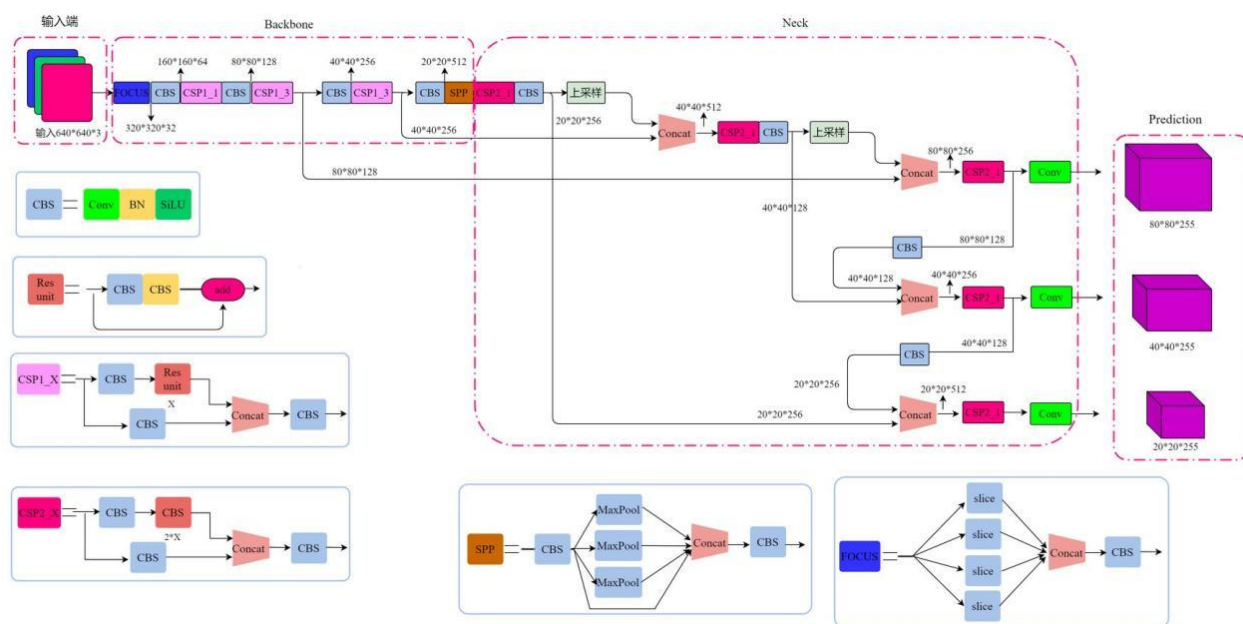 输入端
Backbone
Neck
160*160*64
80*80*128
40*40*256
20*20*512
FOCUS
CBS
CSP1_1
CBS
CSP1_3
CBS
CSP1_3
CBS
SPP
CSP2_1
CBS
上采样
输入640*640*3
320*320*32
40*40*256
20*20*256
Concat
40*40*512
CSP2_1
CBS
上采样
Prediction
80*80*128
Concat
80*80*256
CSP2_1
Conv
80*80*255
40*40*128
CBS
80*80*128
40*40*128
Concat
40*40*256
CSP2_1
Conv
40*40*255
CBS
40*40*128
20*20*256
20*20*256
Concat
20*20*512
CSP2_1
Conv
20*20*255
CBS
Conv
BN
SiLU
Res
unit
CBS
CBS
add
CSP1_X
CBS
Res
unit
X
CBS
Concat
CBS
CSP2_X
CBS
CBS
2*X
CBS
Concat
CBS
SPP
CBS
MaxPool
MaxPool
MaxPool
Concat
CBS
FOCUS
slice
slice
slice
slice
Concat
CBS